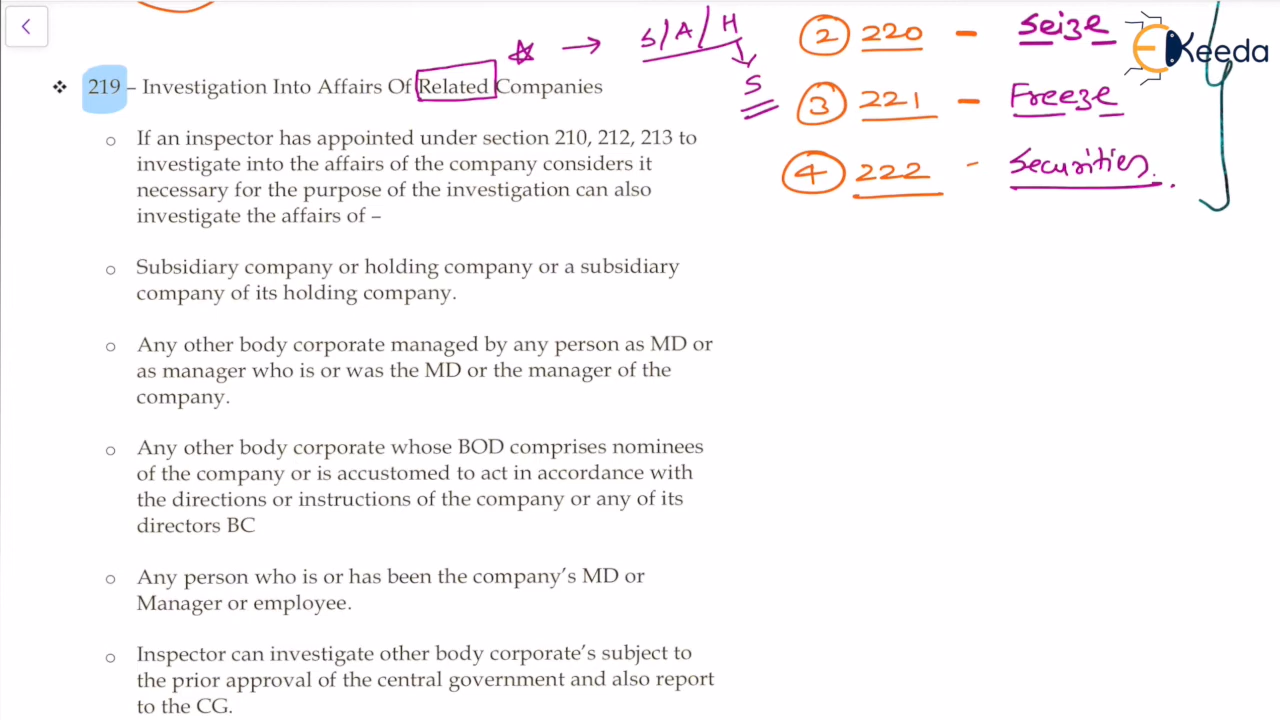 ☆ → S/A/H
S
② 220 - Seize
③ 221 - Freeze
④ 222 - Securities.
EKeeda
❖ 219 – Investigation Into Affairs Of Related Companies
o If an inspector has appointed under section 210, 212, 213 to
investigate into the affairs of the company considers it
necessary for the purpose of the investigation can also
investigate the affairs of –
o Subsidiary company or holding company or a subsidiary
company of its holding company.
o Any other body corporate managed by any person as MD or
as manager who is or was the MD or the manager of the
company.
o Any other body corporate whose BOD comprises nominees
of the company or is accustomed to act in accordance with
the directions or instructions of the company or any of its
directors BC
o Any person who is or has been the company’s MD or
Manager or employee.
o Inspector can investigate other body corporate’s subject to
the prior approval of the central government and also report
to the CG.